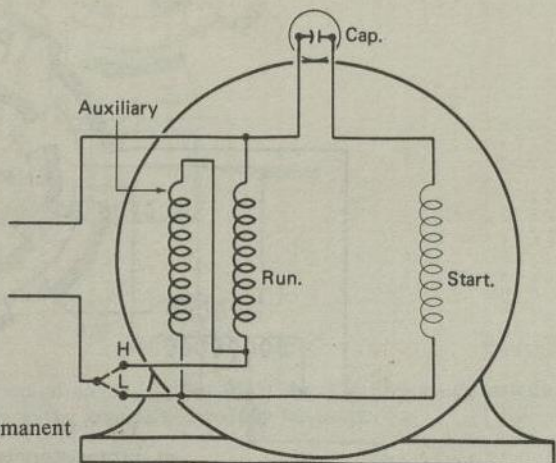 Cap.
Auxiliary
Run.
Start.
H
L
manent